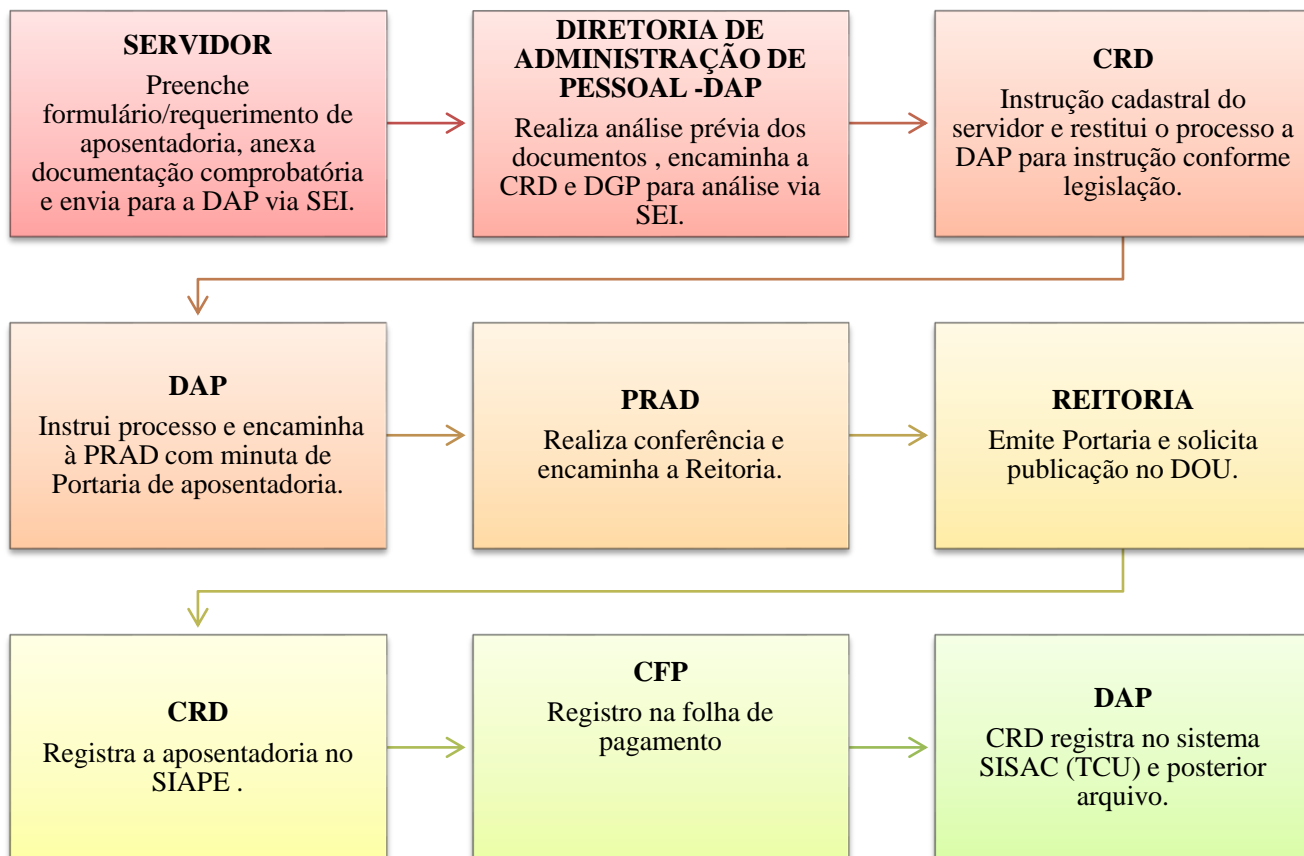 SERVIDOR
Preenche
formulário/requerimento de
aposentadoria, anexa
documentação comprobatória
e envia para a DAP via SEI.
DIRETORIA DE
ADMINISTRAÇÃO DE
PESSOAL -DAP
Realiza análise prévia dos
documentos , encaminha a
CRD e DGP para análise via
SEI.
CRD
Instrução cadastral do
servidor e restitui o processo a
DAP para instrução conforme
legislação.
DAP
Instrui processo e encaminha
à PRAD com minuta de
Portaria de aposentadoria.
PRAD
Realiza conferência e
encaminha a Reitoria.
REITORIA
Emite Portaria e solicita
publicação no DOU.
CRD
Registra a aposentadoria no
SIAPE .
CFP
Registro na folha de
pagamento
DAP
CRD registra no sistema
SISAC (TCU) e posterior
arquivo.